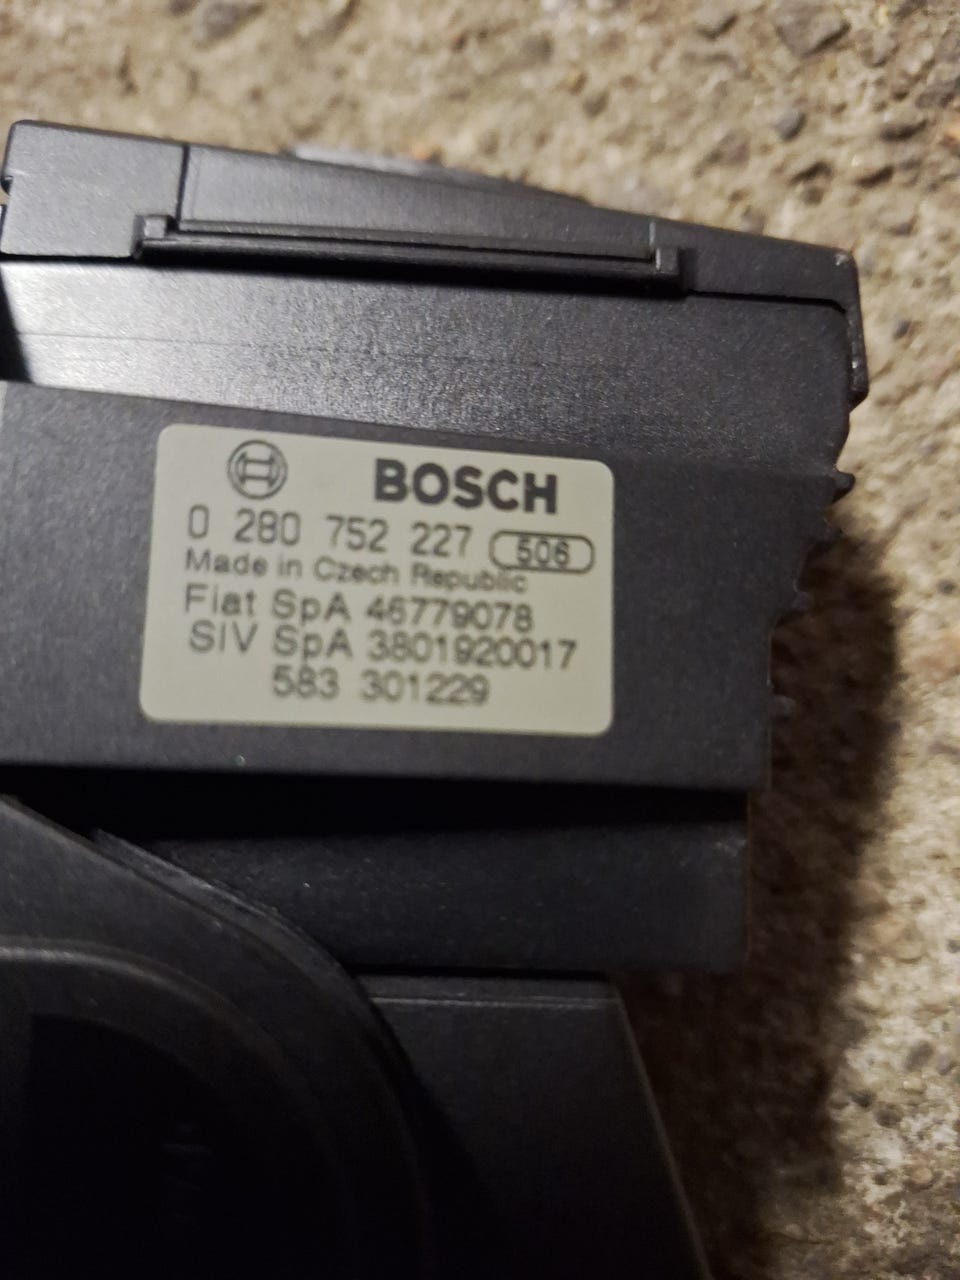 BOSCH
0 280 752 227 506
Made in Czech Republic
Fiat SpA 46779078
SIV SpA 3801920017
583 301229